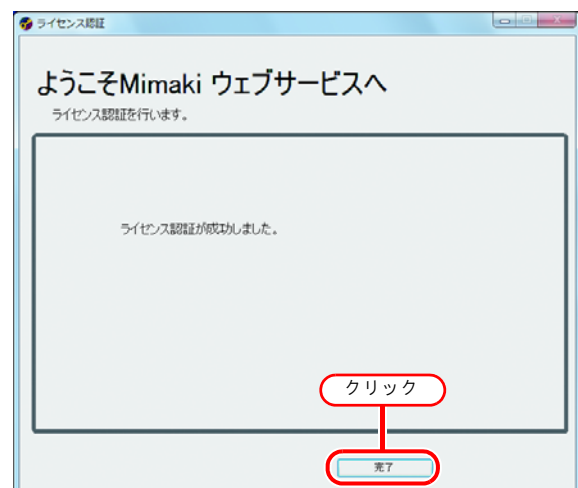 ライセンス認証
ようこそMimaki ウェブサービスへ
ライセンス認証を行います。
ライセンス認証が成功しました。
クリック
完了